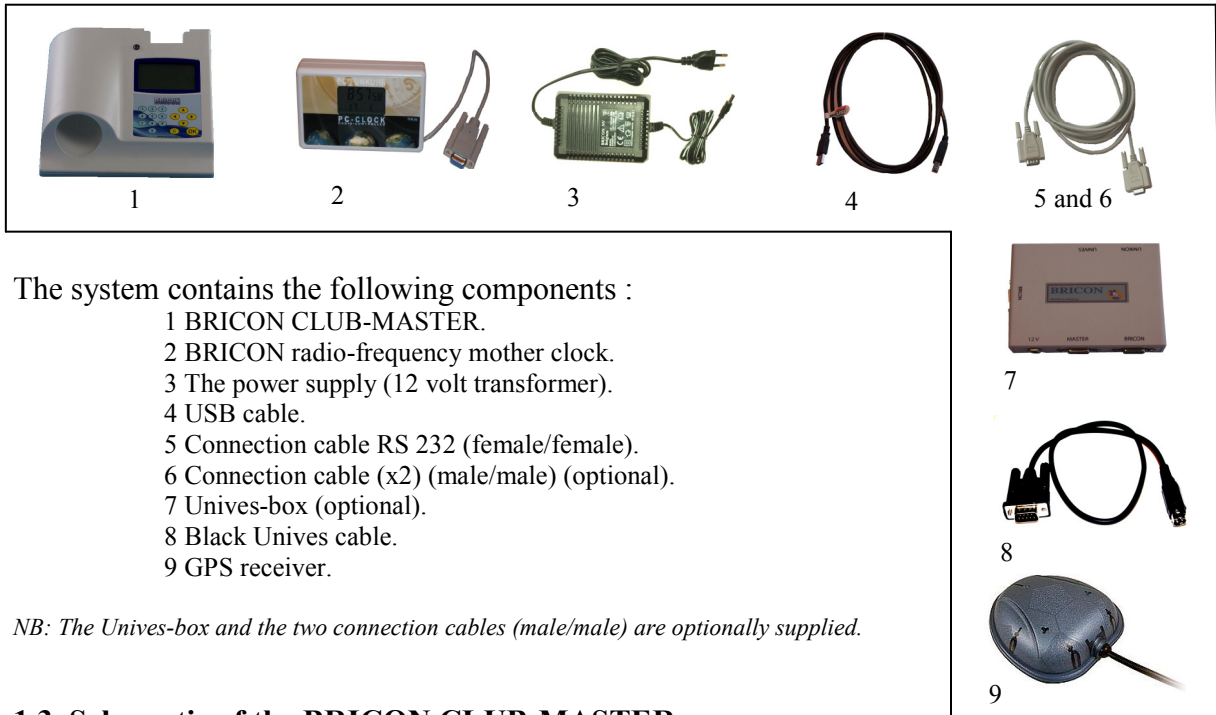 PC-CLOCK
1
2
3
4
5 and 6
The system contains the following components :
1 BRICON CLUB-MASTER.
2 BRICON radio-frequency mother clock.
3 The power supply (12 volt transformer).
4 USB cable.
5 Connection cable RS 232 (female/female).
6 Connection cable (x2) (male/male) (optional).
7 Unives-box (optional).
8 Black Unives cable.
9 GPS receiver.
NB: The Unives-box and the two connection cables (male/male) are optionally supplied.
UNIVES UNIKON
BRICON
BRICON
12V MASTER BRICON
7
8
9